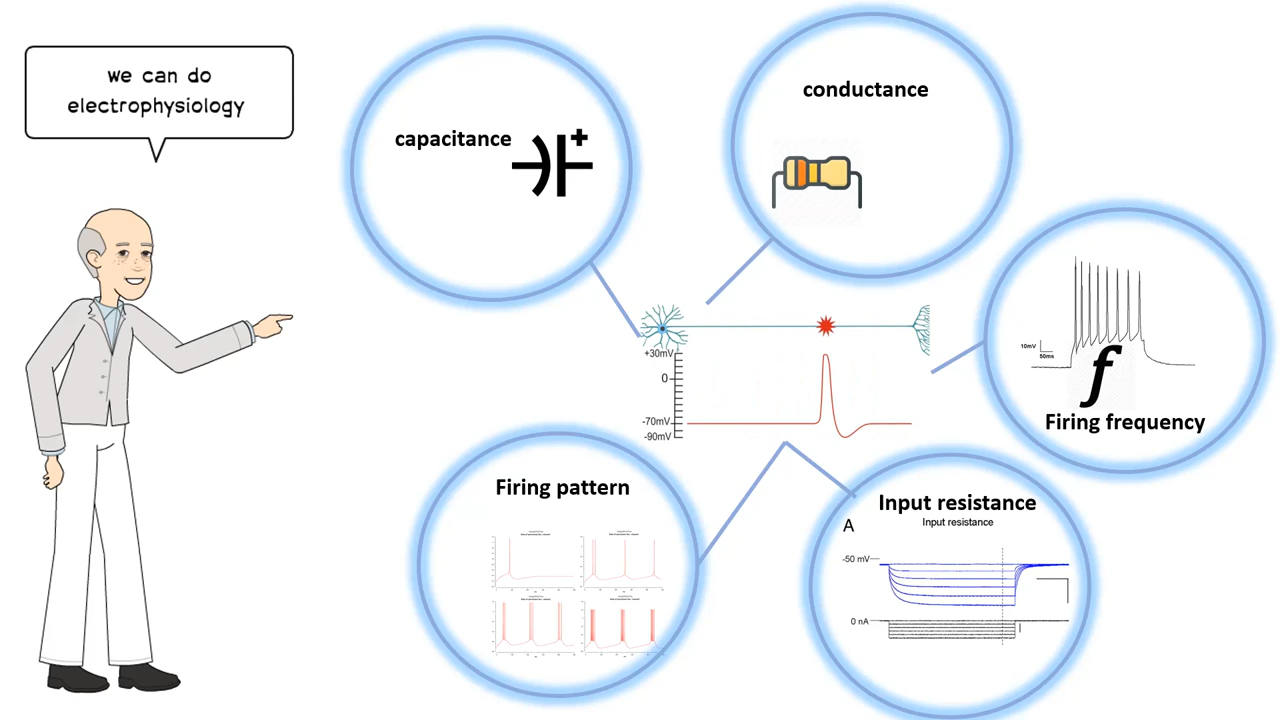 we can do
electrophysiology
capacitance
+
conductance
+30mV
0
-70mV
-90mV
10mV
50ms
f
Firing frequency
Firing pattern
Input resistance
A
Input resistance
-50 mV
0 nA